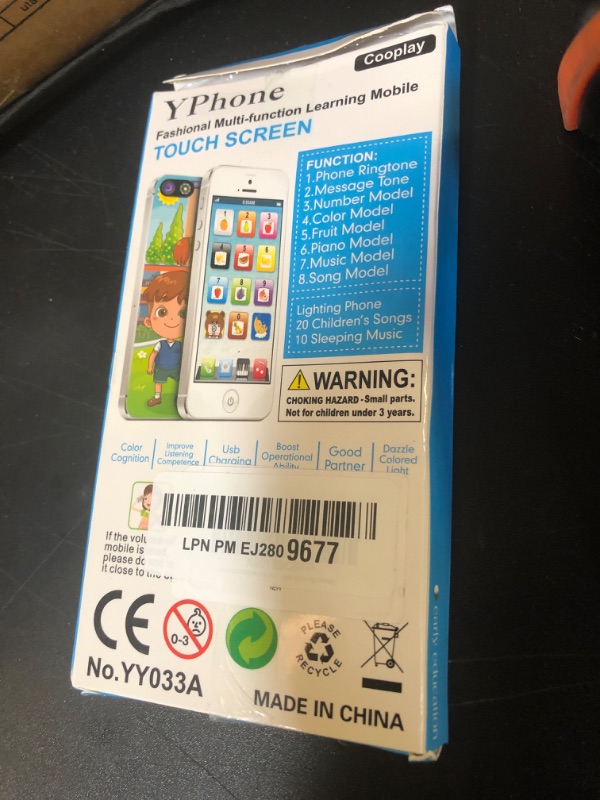 Cooplay
YPhone
Fashional Multi-function Learning Mobile
TOUCH SCREEN
FUNCTION:
1.Phone Ringtone
2.Message Tone
3.Number Model
4.Color Model
5.Fruit Model
6.Piano Model
7.Music Model
8.Song Model
Lighting Phone
20 Children's Songs
10 Sleeping Music
WARNING:
CHOKING HAZARD-Small parts.
Not for children under 3 years.
Color
Cognition
Improve
Listening
Competence
Usb
Charging
Boost
Operational
Ability
Good
Partner
Dazzle
Colored
Light
LPN PM EJ280 9677
If the
mobile is
please
it close to
CE
0-3
PLEASE
RECYCLE
No.YY033A
MADE IN CHINA
early education